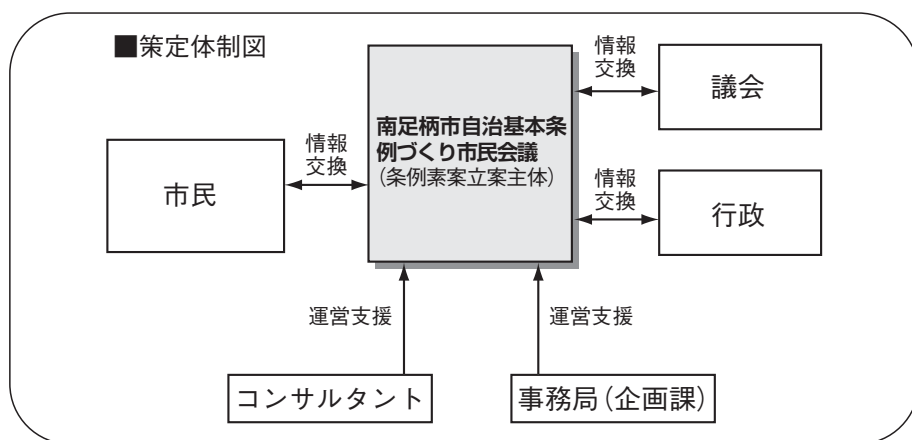 ■策定体制図
情報
交換
議会
南足柄市自治基本条
例づくり市民会議
(条例素案立案主体)
情報
交換
市民
情報
交換
行政
運営支援
運営支援
コンサルタント
事務局(企画課)